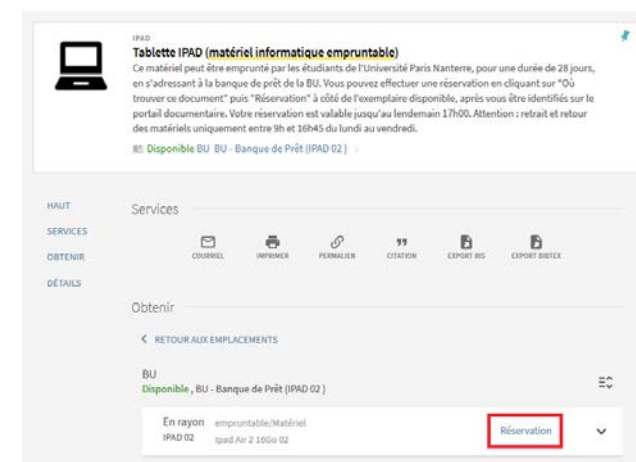 IPAD
Tablette IPAD (matériel informatique empruntable)
Ce matériel peut être emprunté par les étudiants de l'Université Paris Nanterre, pour une durée de 28 jours,
en s'adressant à la banque de prêt de la BU. Vous pouvez effectuer une réservation en cliquant sur "Où
trouver ce document" puis "Réservation" à côté de l'exemplaire disponible, après vous être identifiés sur le
portail documentaire. Votre réservation est valable jusqu'au lendemain 17h00. Attention : retrait et retour
des matériels uniquement entre 9h et 16h45 du lundi au vendredi.
Disponible BU BU - Banque de Prêt (IPAD 02 )
HAUT
SERVICES
OBTENIR
DÉTAILS
Services
COURRIEL IMPRIMER PERMALIEN CITATION EXPORT RIS EXPORT BIBTEX
Obtenir
RETOUR AUX EMPLACEMENTS
BU
Disponible , BU - Banque de Prêt (IPAD 02 )
En rayon empruntable/Matériel
IPAD 02 Ipad Air 2 16Go 02
Réservation